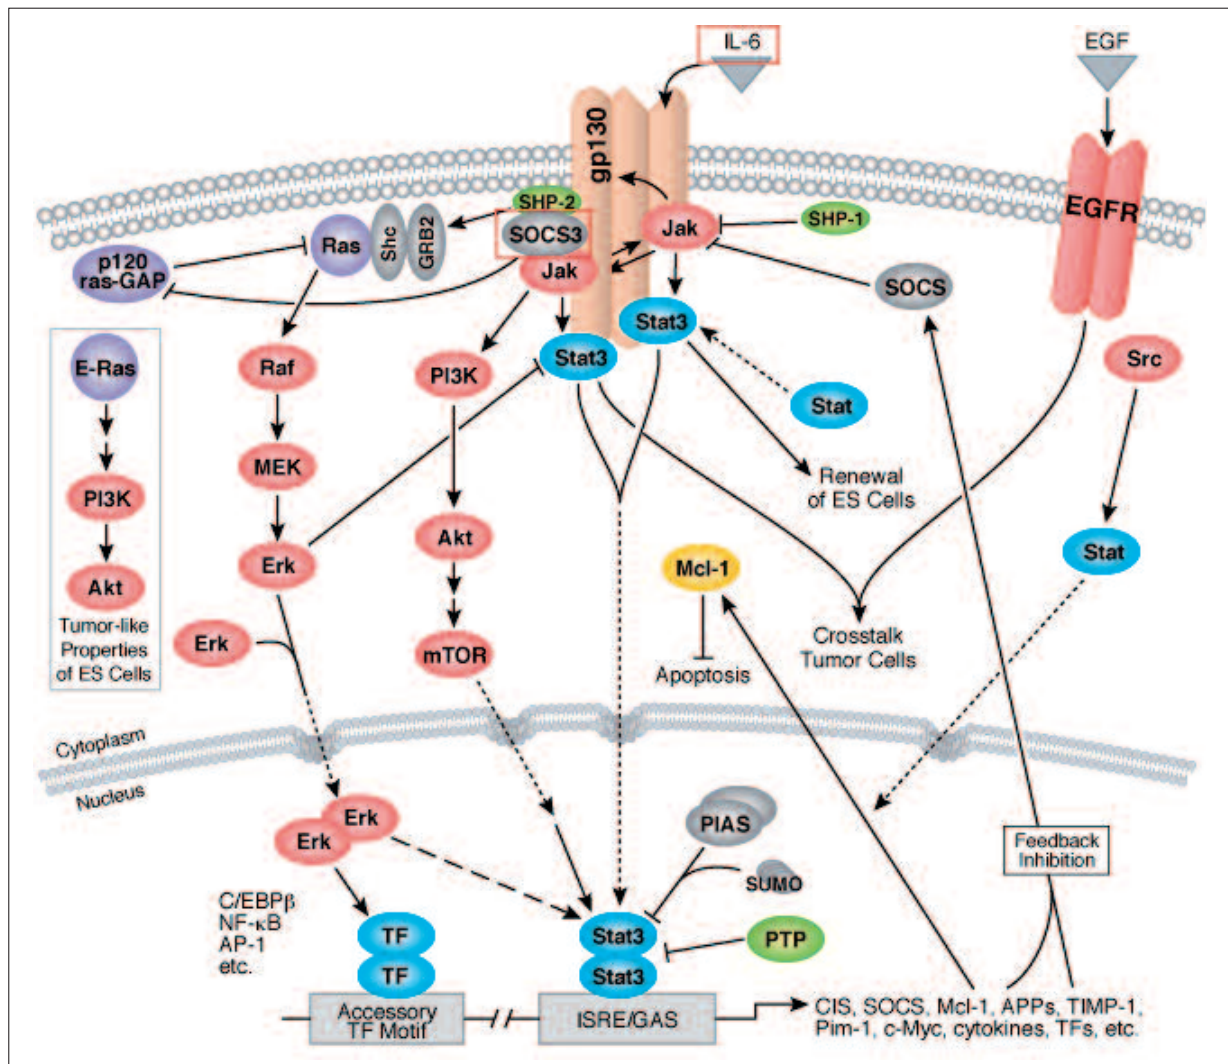 IL-6
EGF
gp130
SHP-2
SOCS3
Jak
Jak
SHP-1
EGFR
Ras
Shc
GRB2
p120
ras-GAP
SOCS
Stat3
Stat3
Src
E-Ras
PI3K
Akt
Tumor-like
Properties
of ES Cells
Raf
MEK
Erk
Erk
PI3K
Akt
mTOR
Stat
Renewal
of ES Cells
Stat
Mcl-1
Apoptosis
Crosstalk
Tumor Cells
Cytoplasm
Nucleus
Erk
Erk
PIAS
SUMO
Feedback
Inhibition
C/EBPβ
NF-κB
AP-1
etc.
TF
TF
Stat3
Stat3
PTP
Accessory
TF Motif
ISRE/GAS
CIS, SOCS, Mcl-1, APPs, TIMP-1,
Pim-1, c-Myc, cytokines, TFs, etc.